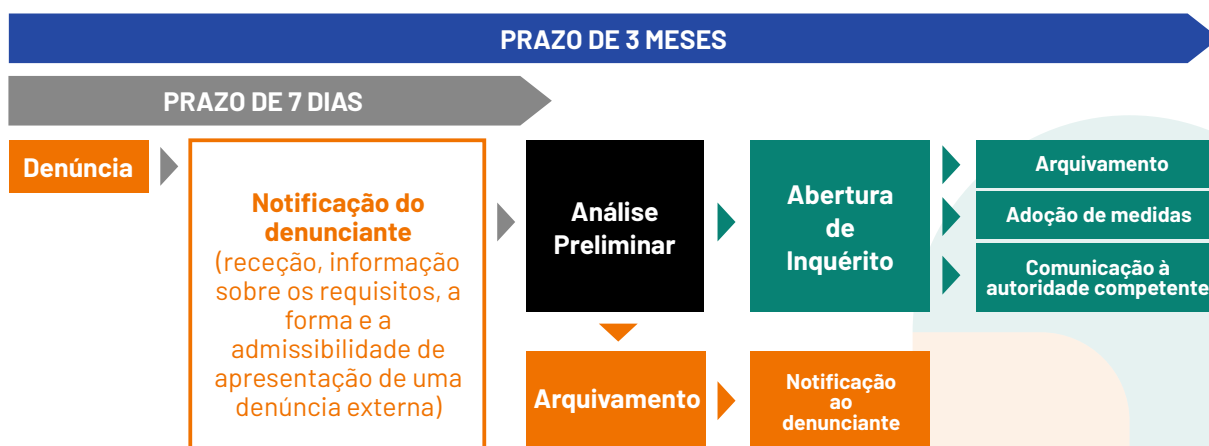 PRAZO DE 3 MESES
PRAZO DE 7 DIAS
Denúncia
Notificação do
denunciante
(receção, informação
sobre os requisitos, a
forma e a
admissibilidade de
apresentação de uma
denúncia externa)
Análise
Preliminar
Abertura
de
Inquérito
Arquivamento
Adoção de medidas
Comunicação à
autoridade competente
Arquivamento
Notificação
ao
denunciante